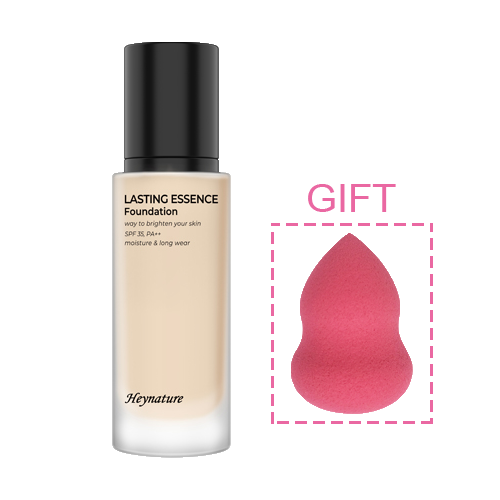 LASTING ESSENCE
Foundation
way to brighten your skin
SPF 35, PA++
moisture & long wear
Heynature
GIFT